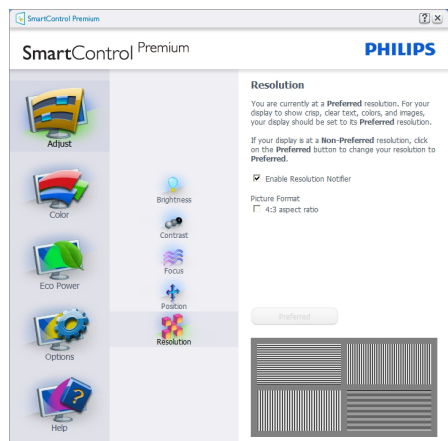 SmartControl Premium
SmartControl Premium
PHILIPS
Adjust
Color
Eco Power
Options
Help
Brightness
Contrast
Focus
Position
Resolution
Resolution
You are currently at a Preferred resolution. For your
display to show crisp, clear text, colors, and images,
your display should be set to its Preferred resolution.
If your display is at a Non-Preferred resolution, click
on the Preferred button to change your resolution to
Preferred.
Enable Resolution Notifier
Picture Format
4:3 aspect ratio
Preferred